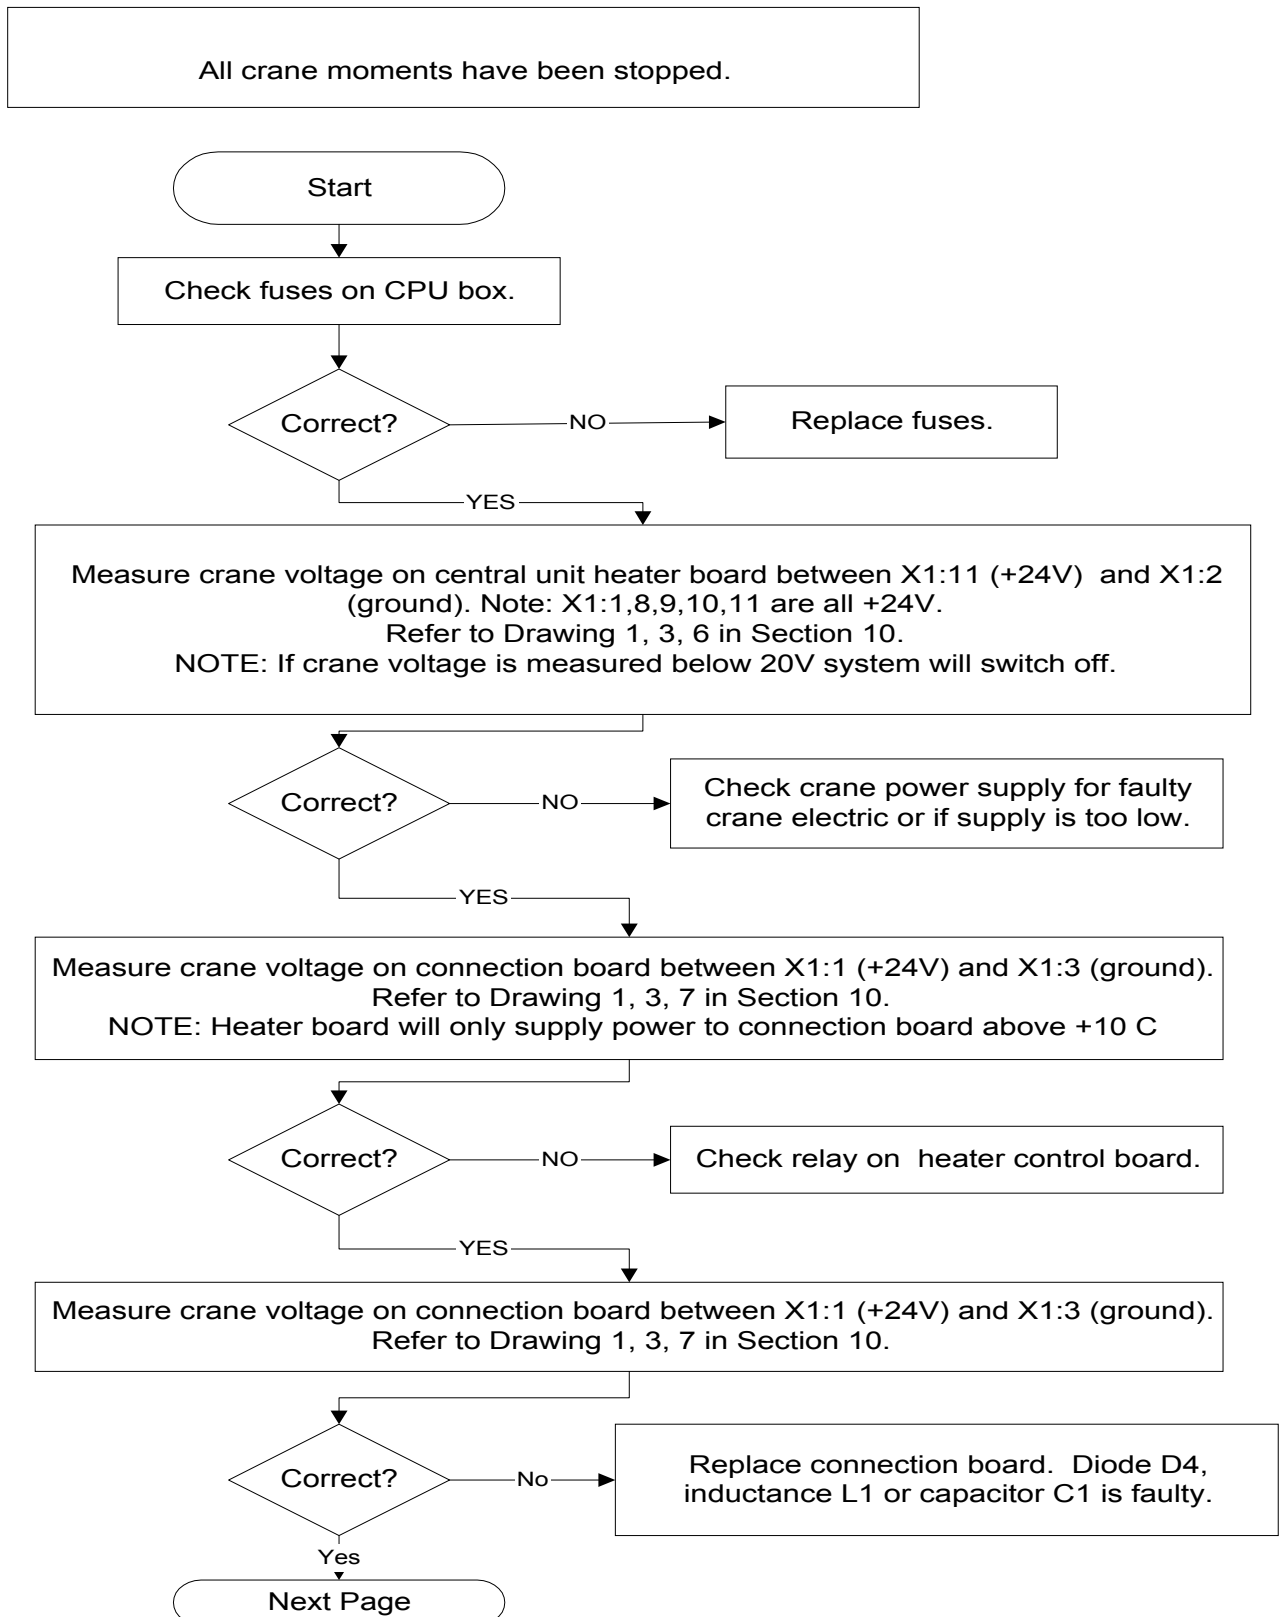 All crane moments have been stopped.
Start
Check fuses on CPU box.
Correct?
NO
Replace fuses.
YES
Measure crane voltage on central unit heater board between X1:11 (+24V)  and X1:2
(ground). Note: X1:1,8,9,10,11 are all +24V.
Refer to Drawing 1, 3, 6 in Section 10.
NOTE: If crane voltage is measured below 20V system will switch off.
Correct?
NO
Check crane power supply for faulty
crane electric or if supply is too low.
YES
Measure crane voltage on connection board between X1:1 (+24V) and X1:3 (ground).
Refer to Drawing 1, 3, 7 in Section 10.
NOTE: Heater board will only supply power to connection board above +10 C
Correct?
NO
Check relay on  heater control board.
YES
Measure crane voltage on connection board between X1:1 (+24V) and X1:3 (ground).
Refer to Drawing 1, 3, 7 in Section 10.
Correct?
No
Replace connection board.  Diode D4,
inductance L1 or capacitor C1 is faulty.
Yes
Next Page